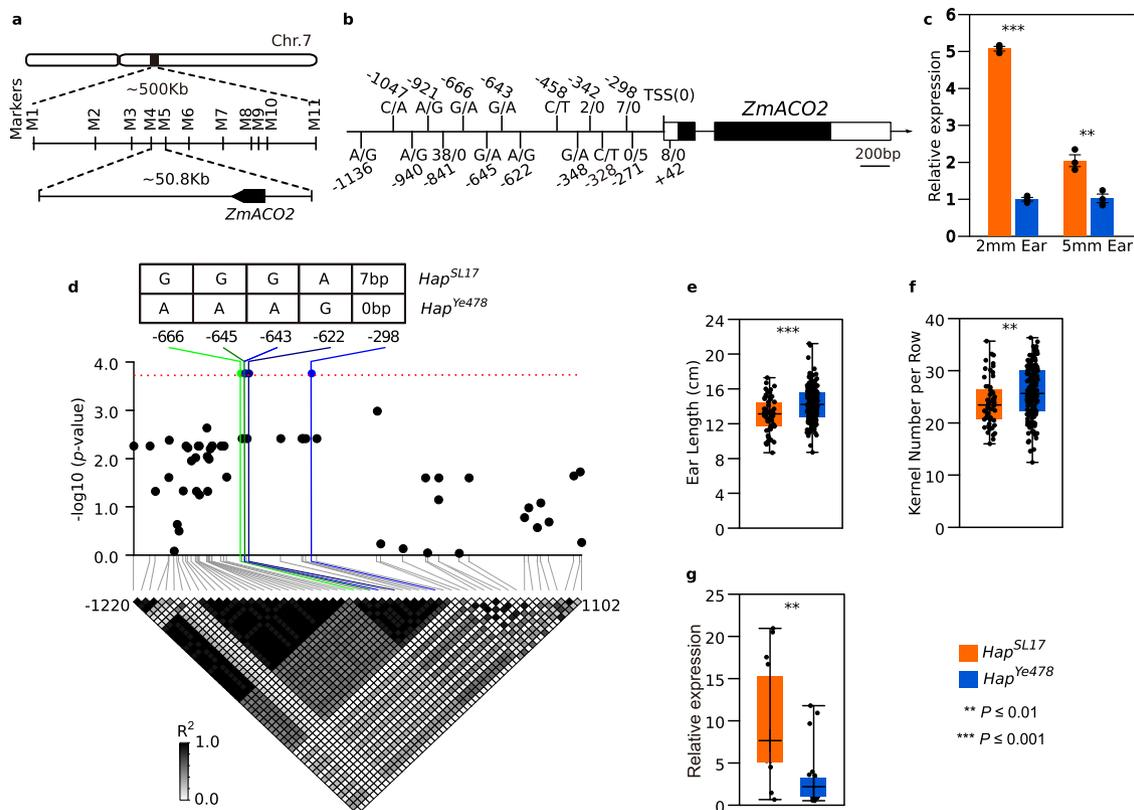 a
Chr.7
~500Kb
Markers
M1 M2 M3 M4 M5 M6 M7 M8 M9 M10 M11
~50.8Kb
ZmACO2
b
-1047 -921 -666 -643 -458 -342 -298
C/A A/G G/A G/A C/T 2/0 7/0 TSS(0)
ZmACO2
A/G A/G 38/0 G/A A/G G/A C/T 0/5 8/0
-1136 -940 -841 -645 -622 -348 -328 -271 +42
200bp
c
Relative expression
6
5
4
3
2
1
0
***
**
2mm Ear 5mm Ear
d
G G G A 7bp Hap^SL17
A A A G 0bp Hap^Ye478
-666 -645 -643 -622 -298
-log10 (p-value)
4.0
3.0
2.0
1.0
0.0
-1220 1102
R²
1.0
0.0
e
Ear Length (cm)
24
20
16
12
8
4
0
***
f
Kernel Number per Row
40
30
20
10
0
**
g
Relative expression
25
20
15
10
5
0
**
Hap^SL17
Hap^Ye478
** P ≤ 0.01
*** P ≤ 0.001